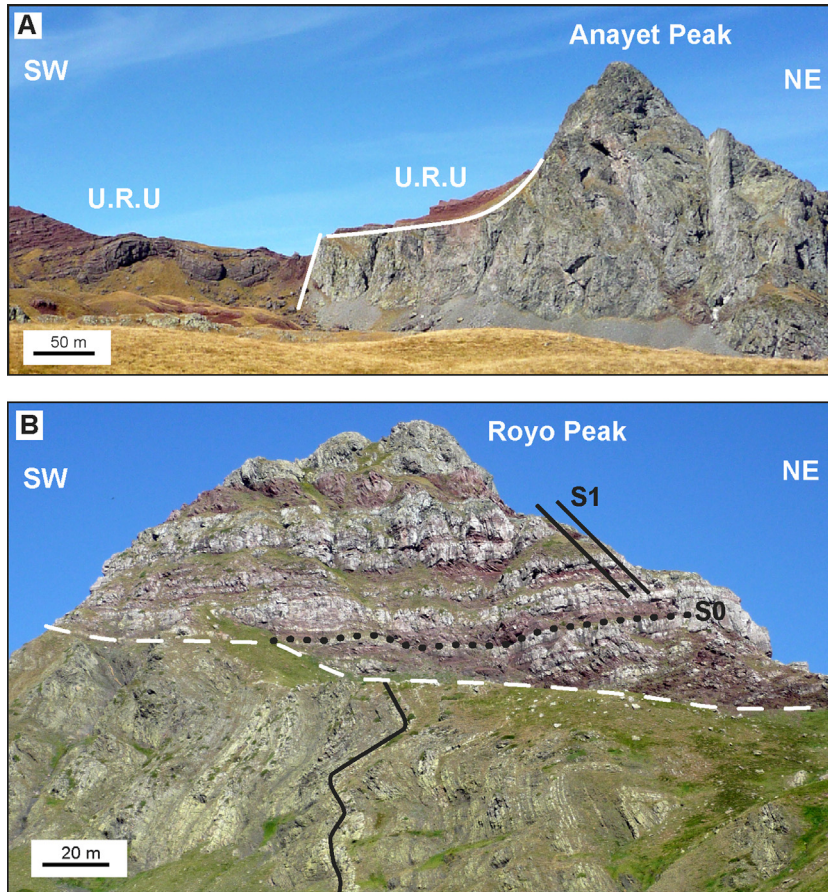 A
Anayet Peak
SW
NE
U.R.U
U.R.U
50 m
B
Royo Peak
SW
NE
S1
S0
20 m